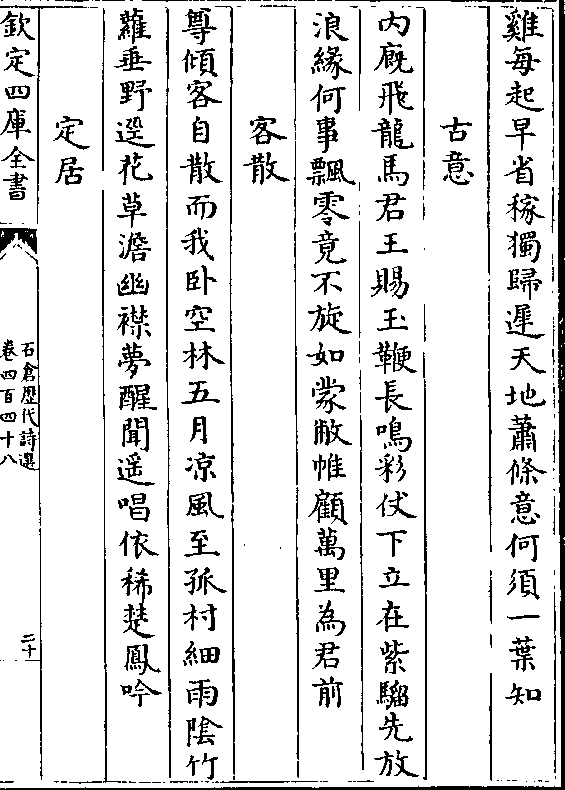 雞每起早省稼獨歸遲天地蕭條意何須一葉知
古意
内廐飛龍馬君王賜玉鞭長鳴彩仗下立在紫騮先放
浪緣何事飄零竟不旋如蒙敝帷顧萬里為君前
客散
尊傾客自散而我卧空林五月凉風至孤村細雨陰竹
蘿垂野逕花草澹幽襟夢醒聞遥唱依稀楚鳳吟
定居
欽定四庫全書
石倉歷代詩選
卷四百四十八
二十